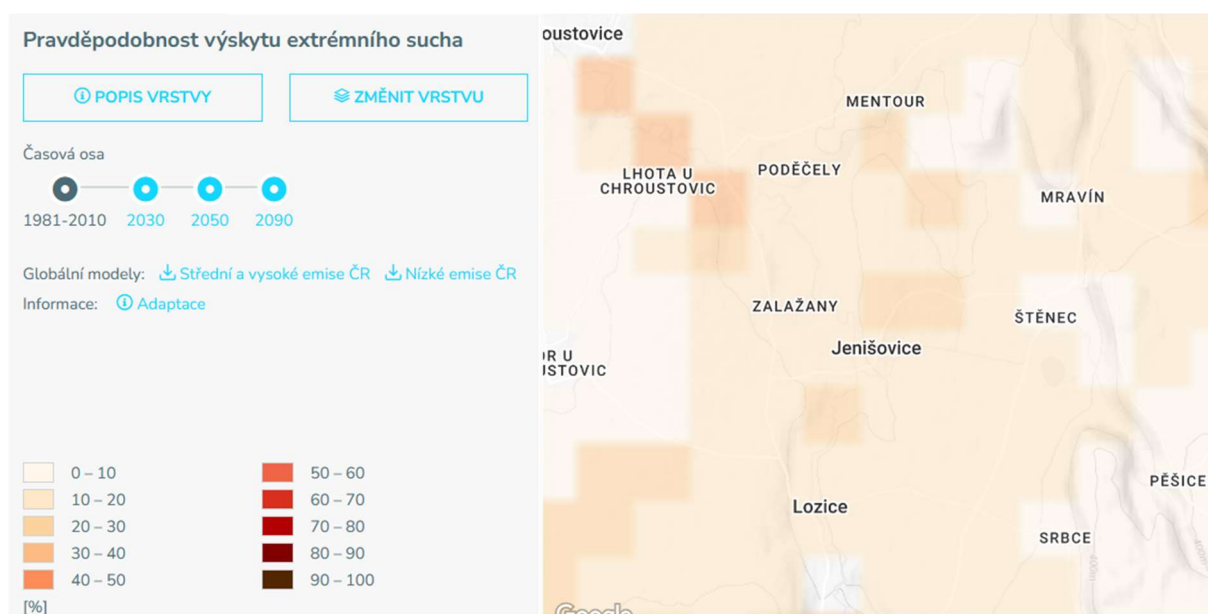 Pravděpodobnost výskytu extrémního sucha
POPIS VRSTVY
ZMĚNIT VRSTVU
Časová osa
1981-2010 2030 2050 2090
Globální modely: Střední a vysoké emise ČR Nízké emise ČR
Informace: Adaptace
0 – 10
10 – 20
20 – 30
30 – 40
40 – 50
50 – 60
60 – 70
70 – 80
80 – 90
90 – 100
[%]
oustovice
MENTOUR
LHOTA U
CHROUSTOVIC
PODĚČELY
MRAVÍN
ZALAŽANY
ŠTĚNEC
Jenišovice
R U
USTOVIC
PĚŠICE
Lozice
SRBCE
400m
400m
Google